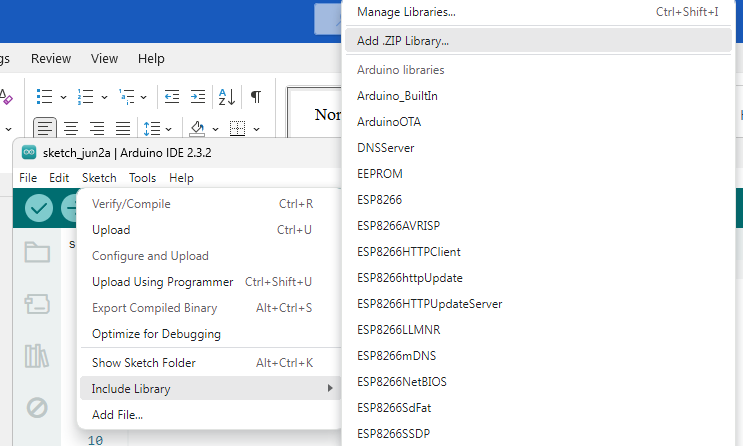 Manage Libraries... Ctrl+Shift+I
Add .ZIP Library...
Arduino libraries
Arduino_BuiltIn
ArduinoOTA
DNSServer
EEPROM
ESP8266
ESP8266AVRISP
ESP8266HTTPClient
ESP8266httpUpdate
ESP8266HTTPUpdateServer
ESP8266LLMNR
ESP8266mDNS
ESP8266NetBIOS
ESP8266SdFat
ESP8266SSDP
Review View Help
Nor
sketch_jun2a | Arduino IDE 2.3.2
File Edit Sketch Tools Help
Verify/Compile Ctrl+R
Upload Ctrl+U
Configure and Upload
Upload Using Programmer Ctrl+Shift+U
Export Compiled Binary Alt+Ctrl+S
Optimize for Debugging
Show Sketch Folder Alt+Ctrl+K
Include Library
Add File...
10